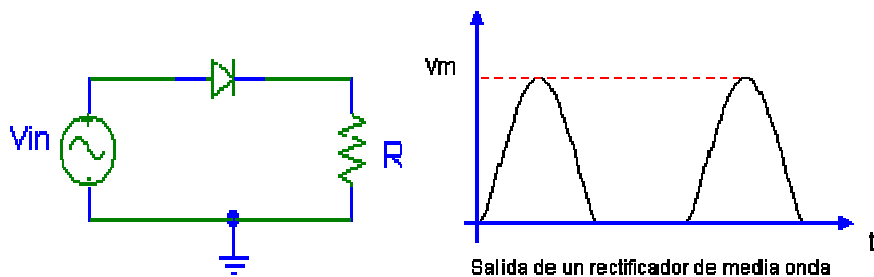 Vin
R
Vm
t
Salida de un rectificador de media onda